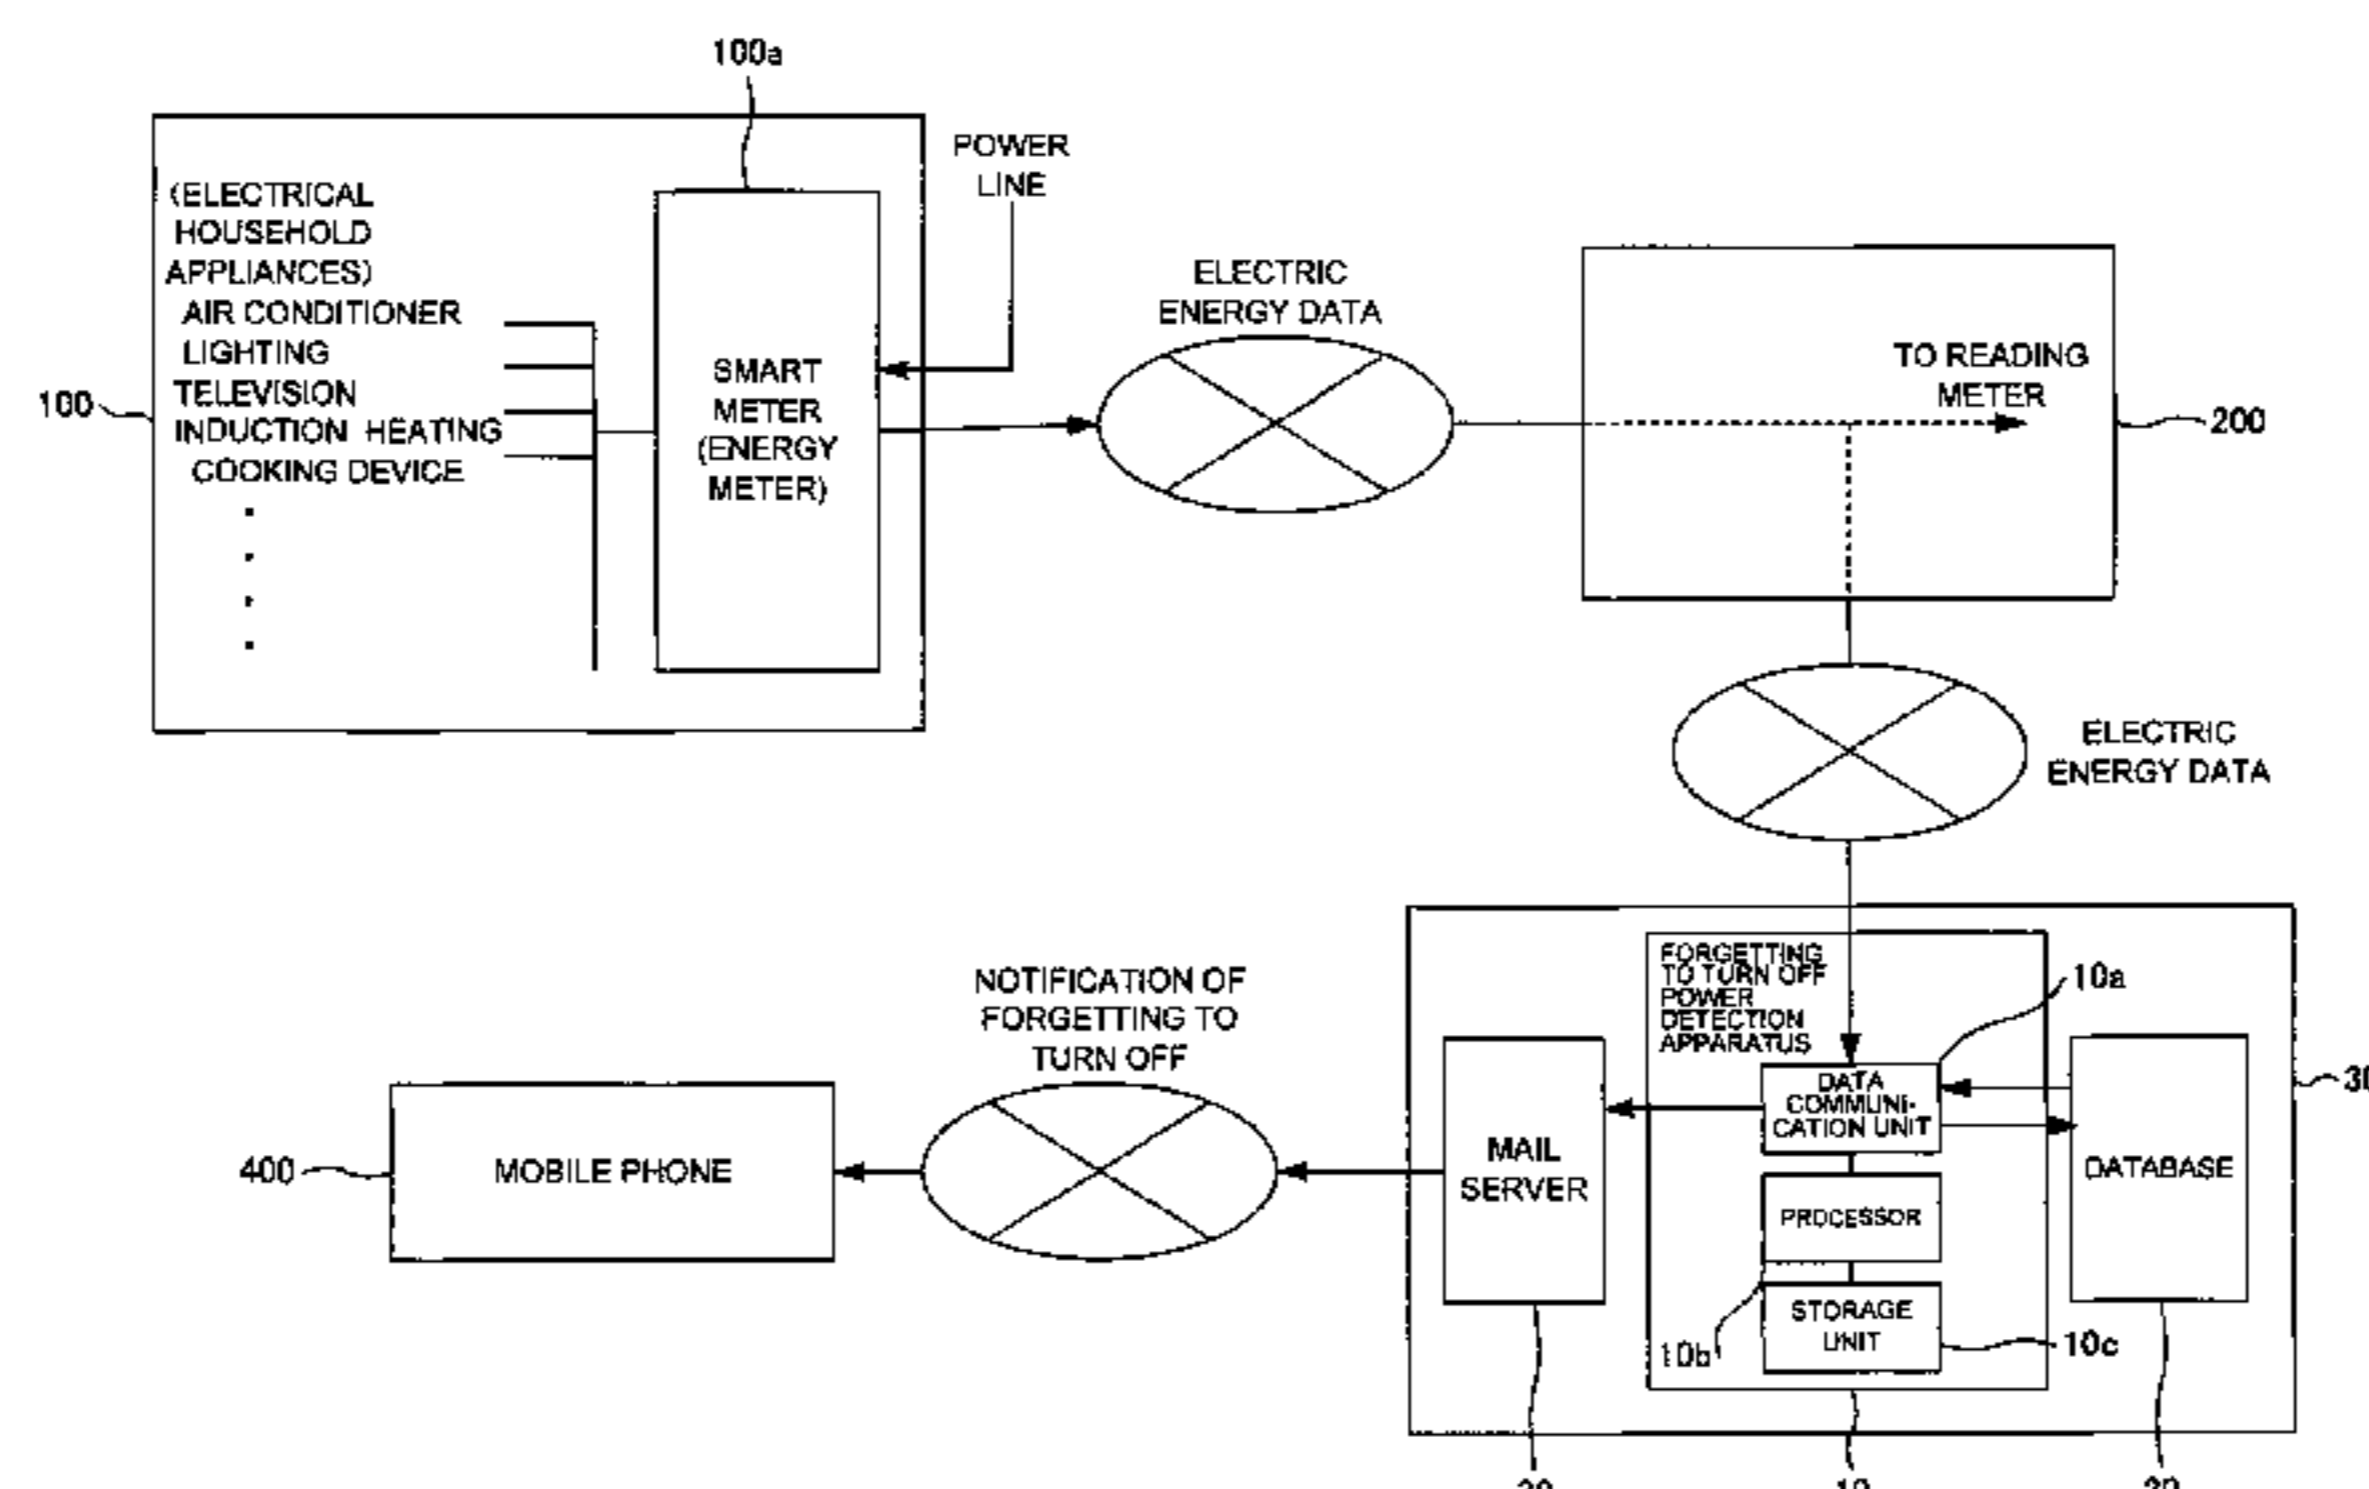 100a
POWER
LINE
(ELECTRICAL
HOUSEHOLD
APPLIANCES)
AIR CONDITIONER
LIGHTING
TELEVISION
INDUCTION HEATING
COOKING DEVICE
100
SMART
METER
(ENERGY
METER)
ELECTRIC
ENERGY DATA
TO READING
METER
200
ELECTRIC
ENERGY DATA
NOTIFICATION OF
FORGETTING TO
TURN OFF
400
MOBILE PHONE
MAIL
SERVER
FORGETTING
TO TURN OFF
POWER
DETECTION
APPARATUS
10a
DATA
COMMUNI-
CATION UNIT
PROCESSOR
STORAGE
UNIT
10b
10c
DATABASE